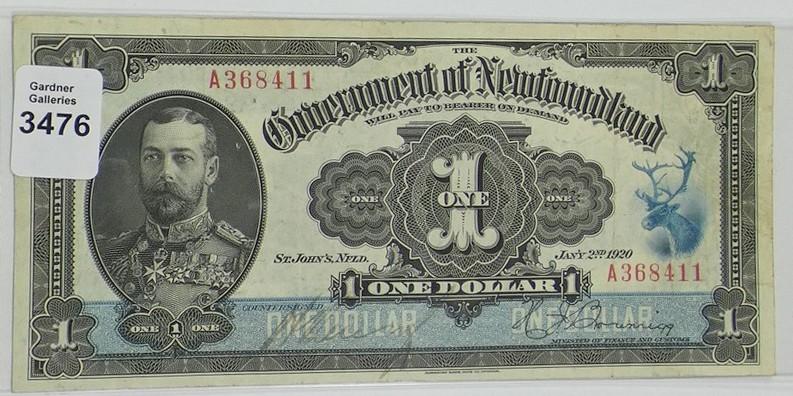 Gardner
Galleries
3476
THE
Government of Newfoundland
WILL PAY TO BEARER ON DEMAND
A368411
1
1
ONE
1
ONE
ONE
ST. JOHN'S, NFLD.
JAN'Y 2ND 1920
A368411
1 ONE DOLLAR 1
COUNTERSIGNED
ONE DOLLAR
ONE DOLLAR
1
ONE 1 ONE
1
MINISTER OF FINANCE AND CUSTOMS